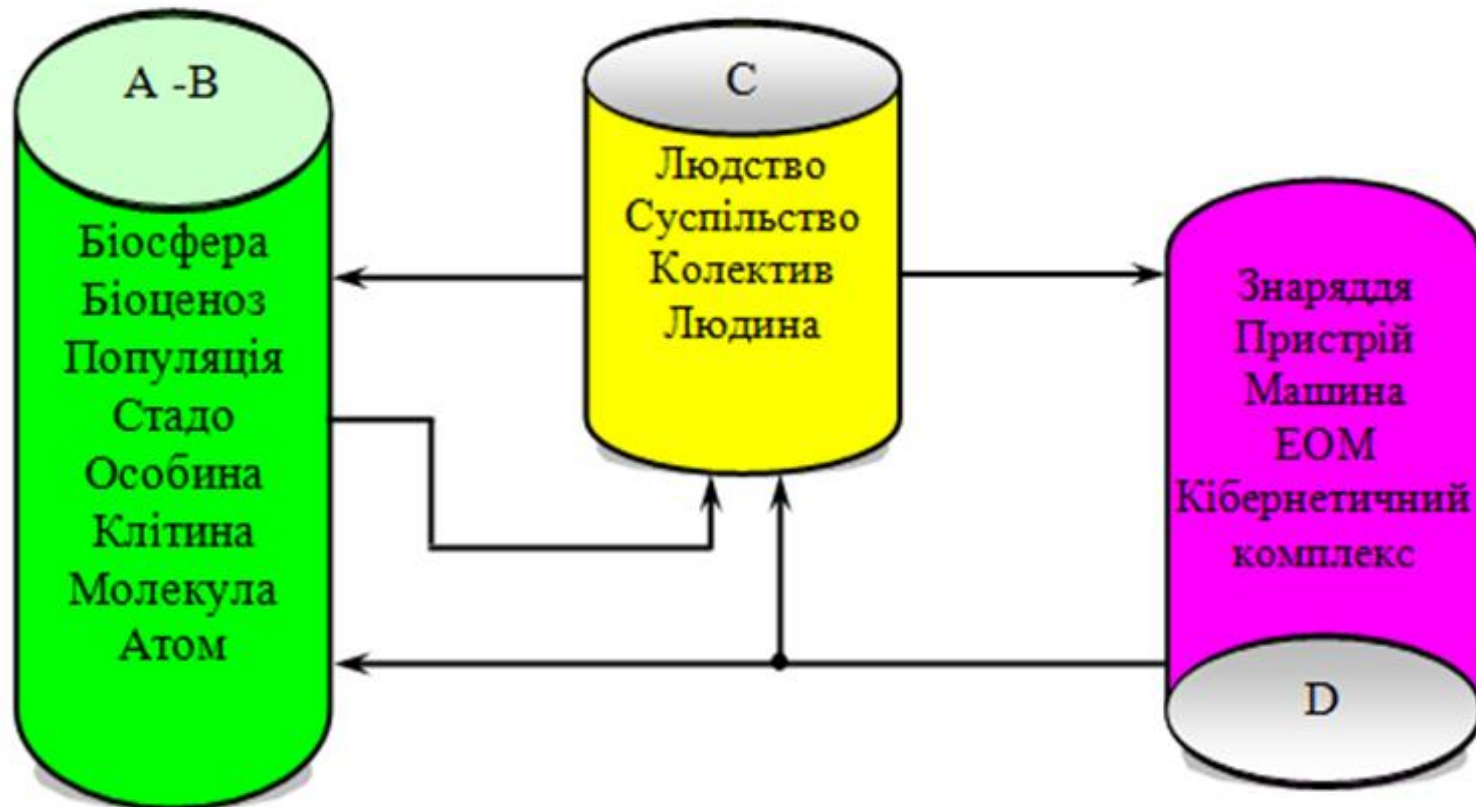 A -B
Біосфера
Біоценоз
Популяція
Стадо
Особина
Клітина
Молекула
Атом
C
Людство
Суспільство
Колектив
Людина
Знаряддя
Пристрій
Машина
ЕОМ
Кібернетичний
комплекс
D